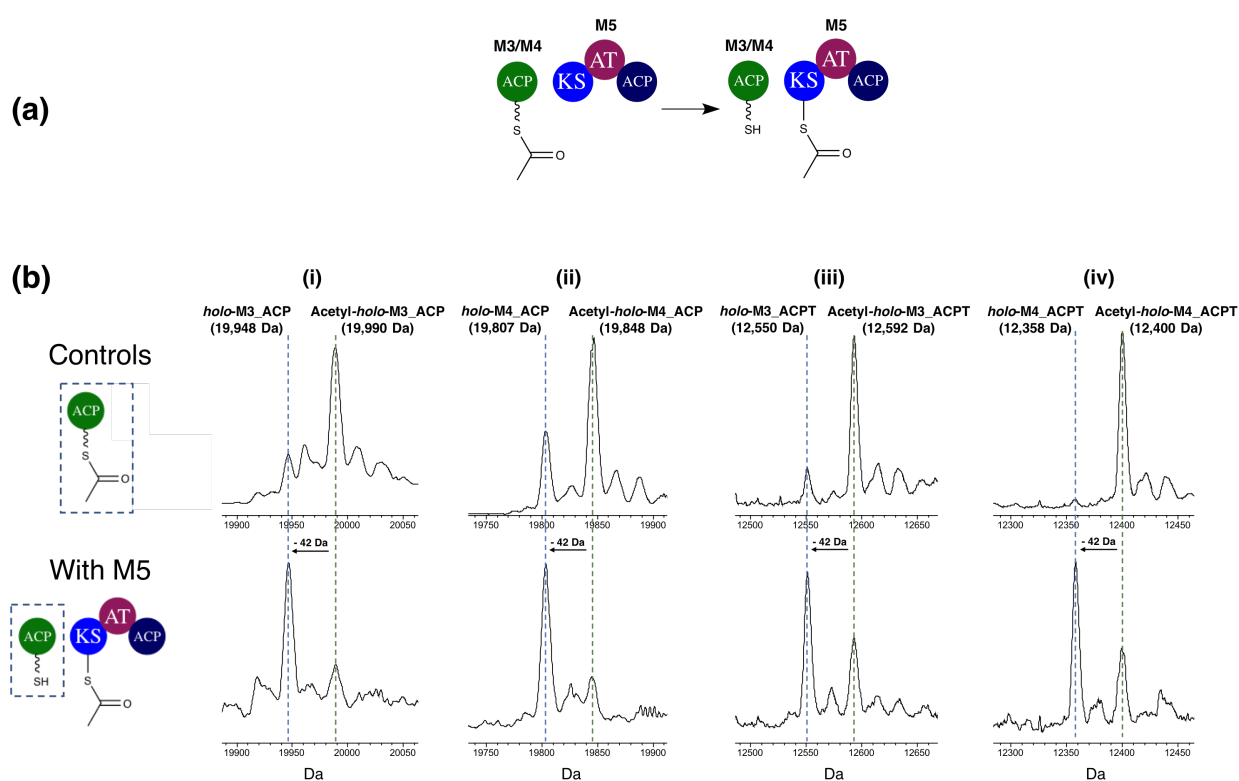 (a)
M3/M4
M5
ACP
KS
AT
ACP
S
O
M3/M4
M5
ACP
KS
AT
ACP
SH
S
O
(b)
(i)
(ii)
(iii)
(iv)
holo-M3_ACP
(19,948 Da)
Acetyl-holo-M3_ACP
(19,990 Da)
holo-M4_ACP
(19,807 Da)
Acetyl-holo-M4_ACP
(19,848 Da)
holo-M3_ACPT
(12,550 Da)
Acetyl-holo-M3_ACPT
(12,592 Da)
holo-M4_ACPT
(12,358 Da)
Acetyl-holo-M4_ACPT
(12,400 Da)
Controls
ACP
S
O
19900 19950 20000 20050
19750 19800 19850 19900
12500 12550 12600 12650
12300 12350 12400 12450
With M5
ACP
KS
AT
ACP
SH
S
O
- 42 Da
- 42 Da
- 42 Da
- 42 Da
19900 19950 20000 20050
19750 19800 19850 19900
12500 12550 12600 12650
12300 12350 12400 12450
Da
Da
Da
Da